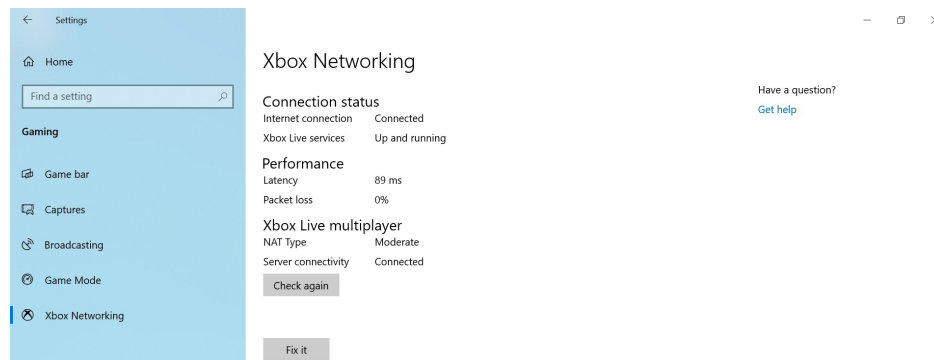 Settings
Home
Find a setting
Gaming
Game bar
Captures
Broadcasting
Game Mode
Xbox Networking
Xbox Networking
Connection status
Internet connection Connected
Xbox Live services Up and running
Performance
Latency 89 ms
Packet loss 0%
Xbox Live multiplayer
NAT Type Moderate
Server connectivity Connected
Check again
Fix it
Have a question?
Get help